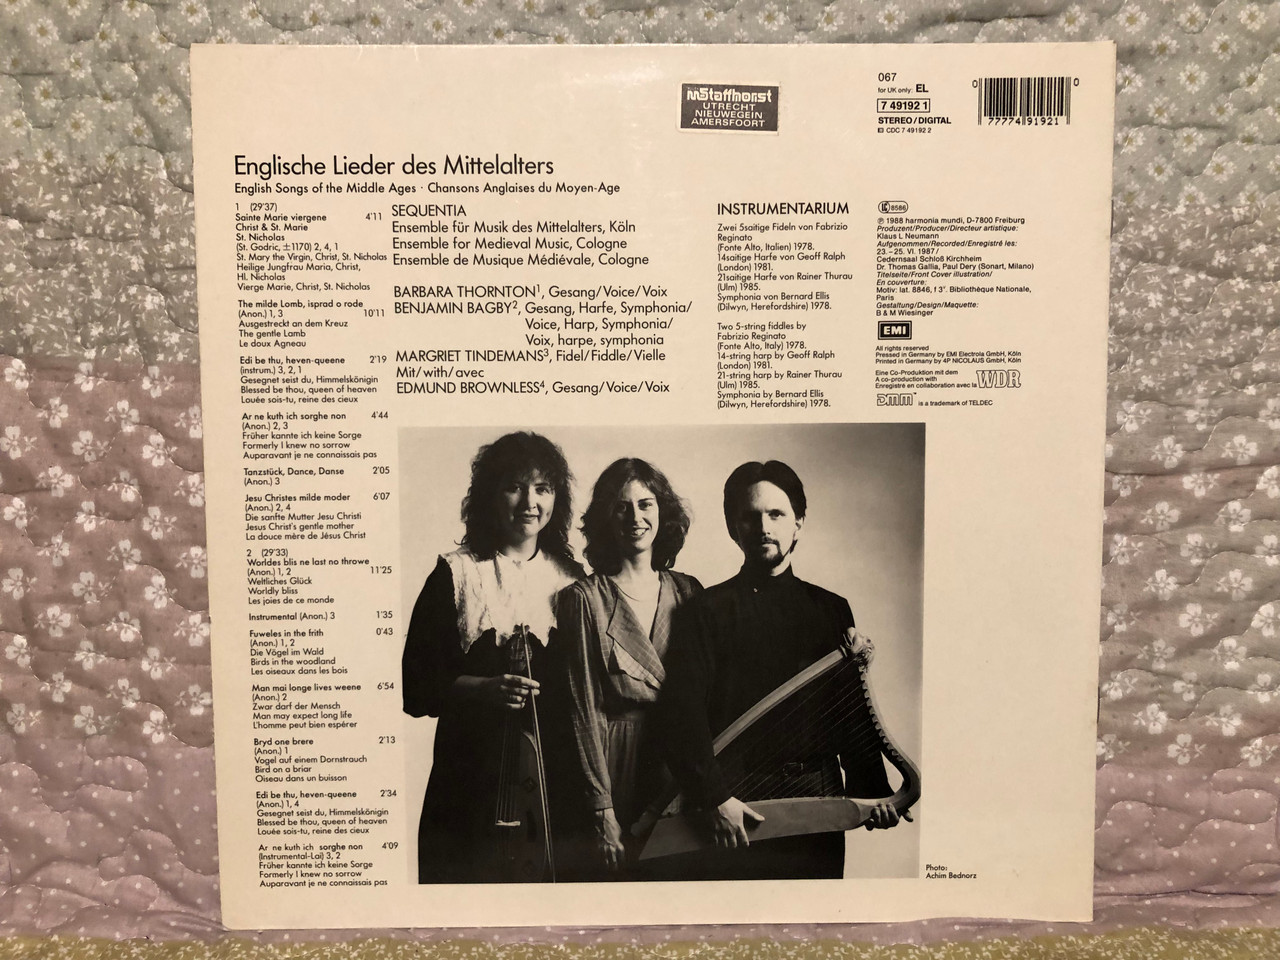 mStaffhorst
UTRECHT
NIEUWEGEIN
AMERSFOORT
067
for UK only: EL
7 49192 1
STEREO/DIGITAL
CDC 7 49192 2
0 77774 91921 0
Englische Lieder des Mittelalters
English Songs of the Middle Ages · Chansons Anglaises du Moyen-Age
1 (29'37)
Sainte Marie viergene 4'11
Christ & St. Marie
St. Nicholas
(St. Godric, ±1170) 2, 4, 1
St. Mary the Virgin, Christ, St. Nicholas
Heilige Jungfrau Maria, Christ,
Hl. Nicholas
Vierge Marie, Christ, St. Nicholas
The milde Lomb, isprad o rode
(Anon.) 1, 3 10'11
Ausgestreckt an dem Kreuz
The gentle Lamb
Le doux Agneau
Edi be thu, heven-queene 2'19
(instrum.) 3, 2, 1
Gesegnet seist du, Himmelskönigin
Blessed be thou, queen of heaven
Louée sois-tu, reine des cieux
Ar ne kuth ich sorghe non 4'44
(Anon.) 2, 3
Früher kannte ich keine Sorge
Formerly I knew no sorrow
Auparavant je ne connaissais pas
Tanzstück, Dance, Danse 2'05
(Anon.) 3
Jesu Christes milde moder 6'07
(Anon.) 2, 4
Die sanfte Mutter Jesu Christi
Jesus Christ's gentle mother
La douce mère de Jésus Christ
2 (29'33)
Worldes blis ne last no throwe
(Anon.) 1, 2 11'25
Weltliches Glück
Worldly bliss
Les joies de ce monde
Instrumental (Anon.) 3 1'35
Fuweles in the frith 0'43
(Anon.) 1, 2
Die Vögel im Wald
Birds in the woodland
Les oiseaux dans les bois
Man mai longe lives weene 6'54
(Anon.) 2
Zwar darf der Mensch
Man may expect long life
L'homme peut bien espérer
Bryd one brere 2'13
(Anon.) 1
Vogel auf einem Dornstrauch
Bird on a briar
Oiseau dans un buisson
Edi be thu, heven-queene 2'34
(Anon.) 1, 4
Gesegnet seist du, Himmelskönigin
Blessed be thou, queen of heaven
Louée sois-tu, reine des cieux
Ar ne kuth ich sorghe non 4'09
(Instrumental-Lai) 3, 2
Früher kannte ich keine Sorge
Formerly I knew no sorrow
Auparavant je ne connaissais pas
SEQUENTIA
Ensemble für Musik des Mittelalters, Köln
Ensemble for Medieval Music, Cologne
Ensemble de Musique Médiévale, Cologne
BARBARA THORNTON1, Gesang/Voice/Voix
BENJAMIN BAGBY2, Gesang, Harfe, Symphonia/
Voice, Harp, Symphonia/
Voix, harpe, symphonia
MARGRIET TINDEMANS3, Fidel/Fiddle/Vielle
Mit/with/avec
EDMUND BROWNLESS4, Gesang/Voice/Voix
INSTRUMENTARIUM
Zwei 5saitige Fideln von Fabrizio
Reginato
(Fonte Alto, Italien) 1978.
14saitige Harfe von Geoff Ralph
(London) 1981.
21saitige Harfe von Rainer Thurau
(Ulm) 1985.
Symphonia von Bernard Ellis
(Dilwyn, Herefordshire) 1978.
Two 5-string fiddles by
Fabrizio Reginato
(Fonte Alto, Italy) 1978.
14-string harp by Geoff Ralph
(London) 1981.
21-string harp by Rainer Thurau
(Ulm) 1985.
Symphonia by Bernard Ellis
(Dilwyn, Herefordshire) 1978.
8586
℗ 1988 harmonia mundi, D-7800 Freiburg
Produzent/Producer/Directeur artistique:
Klaus L Neumann
Aufgenommen/Recorded/Enregistré les:
23.–25. VI. 1987 /
Cedernsaal Schloß Kirchheim
Dr. Thomas Gallia, Paul Dery (Sonart, Milano)
Titelseite/Front Cover illustration/
En couverture:
Motiv: lat. 8846, f 3v. Bibliothèque Nationale,
Paris
Gestaltung/Design/Maquette:
B & M Wiesinger
EMI
All rights reserved
Pressed in Germany by EMI Electrola GmbH, Köln
Printed in Germany by 4P NICOLAUS GmbH, Köln
Eine Co-Produktion mit dem
A co-production with
Enregistré en collaboration avec la WDR
DMM is a trademark of TELDEC
Photo:
Achim Bednorz